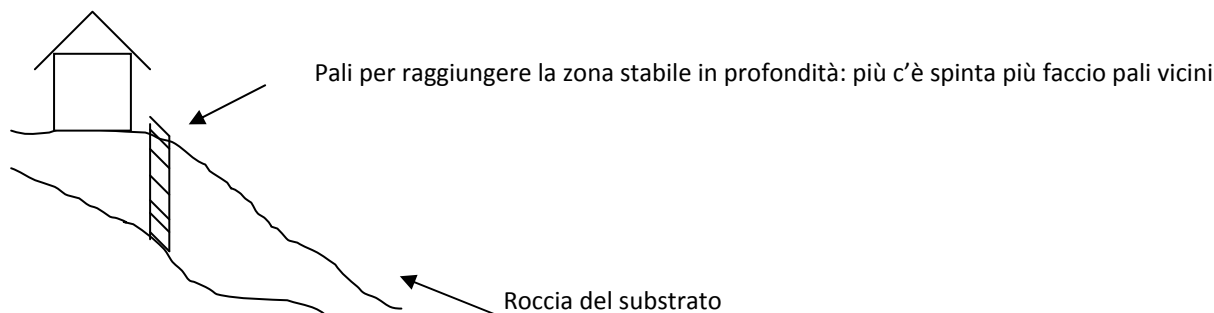 Pali per raggiungere la zona stabile in profondità: più c’è spinta più faccio pali vicini
Roccia del substrato